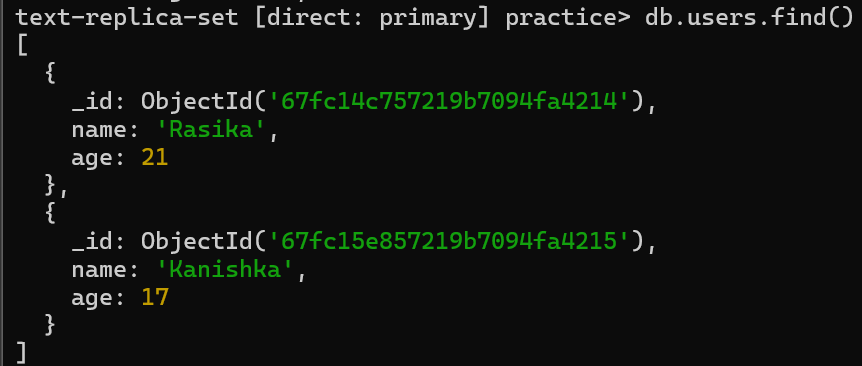 text-replica-set [direct: primary] practice> db.users.find()
[
  {
    _id: ObjectId('67fc14c757219b7094fa4214'),
    name: 'Rasika',
    age: 21
  },
  {
    _id: ObjectId('67fc15e857219b7094fa4215'),
    name: 'Kanishka',
    age: 17
  }
]